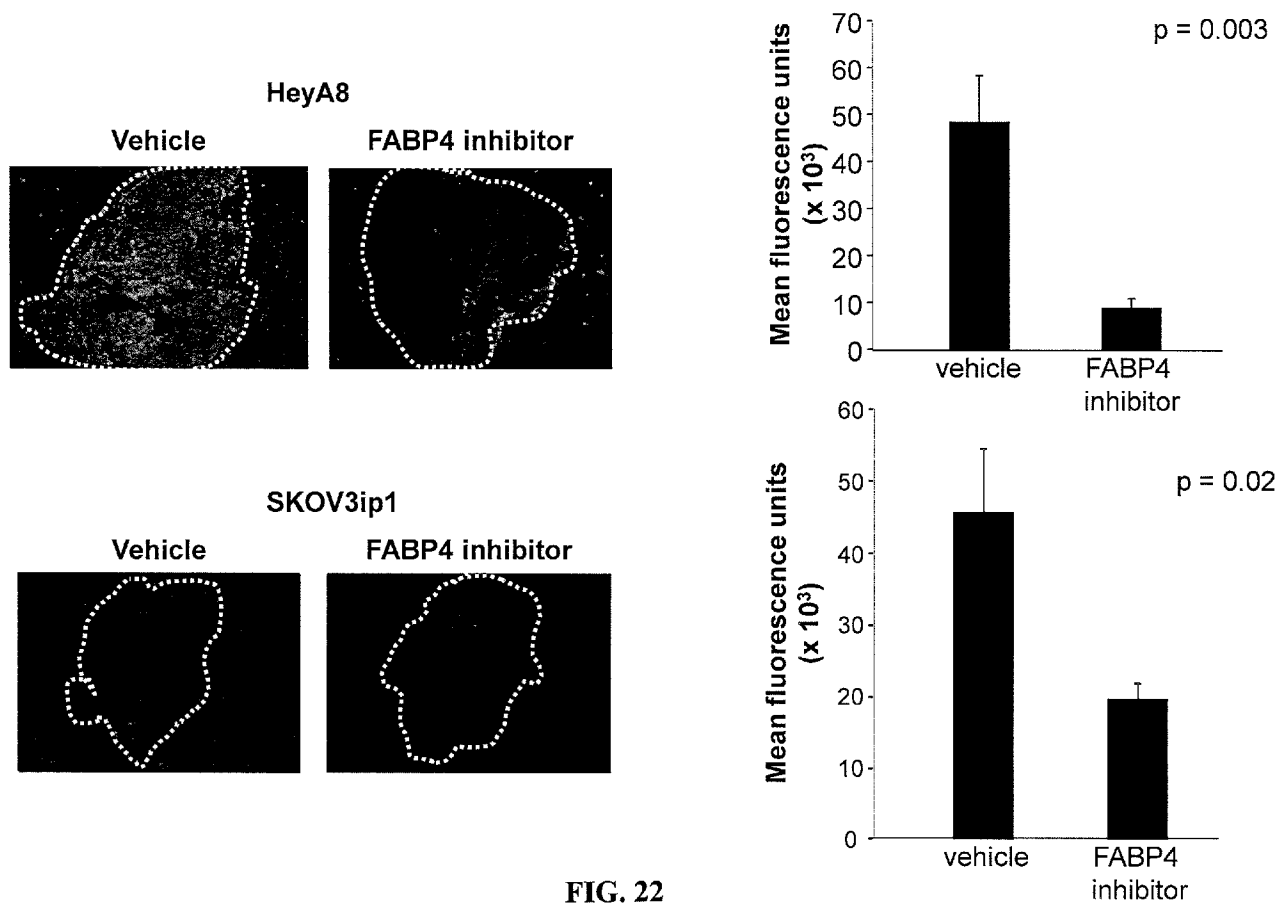 HeyA8
Vehicle
FABP4 inhibitor
SKOV3ip1
Vehicle
FABP4 inhibitor
Mean fluorescence units
(x 10³)
70
60
50
40
30
20
10
0
p = 0.003
vehicle
FABP4
inhibitor
Mean fluorescence units
(x 10³)
60
50
40
30
20
10
0
p = 0.02
vehicle
FABP4
inhibitor
FIG. 22